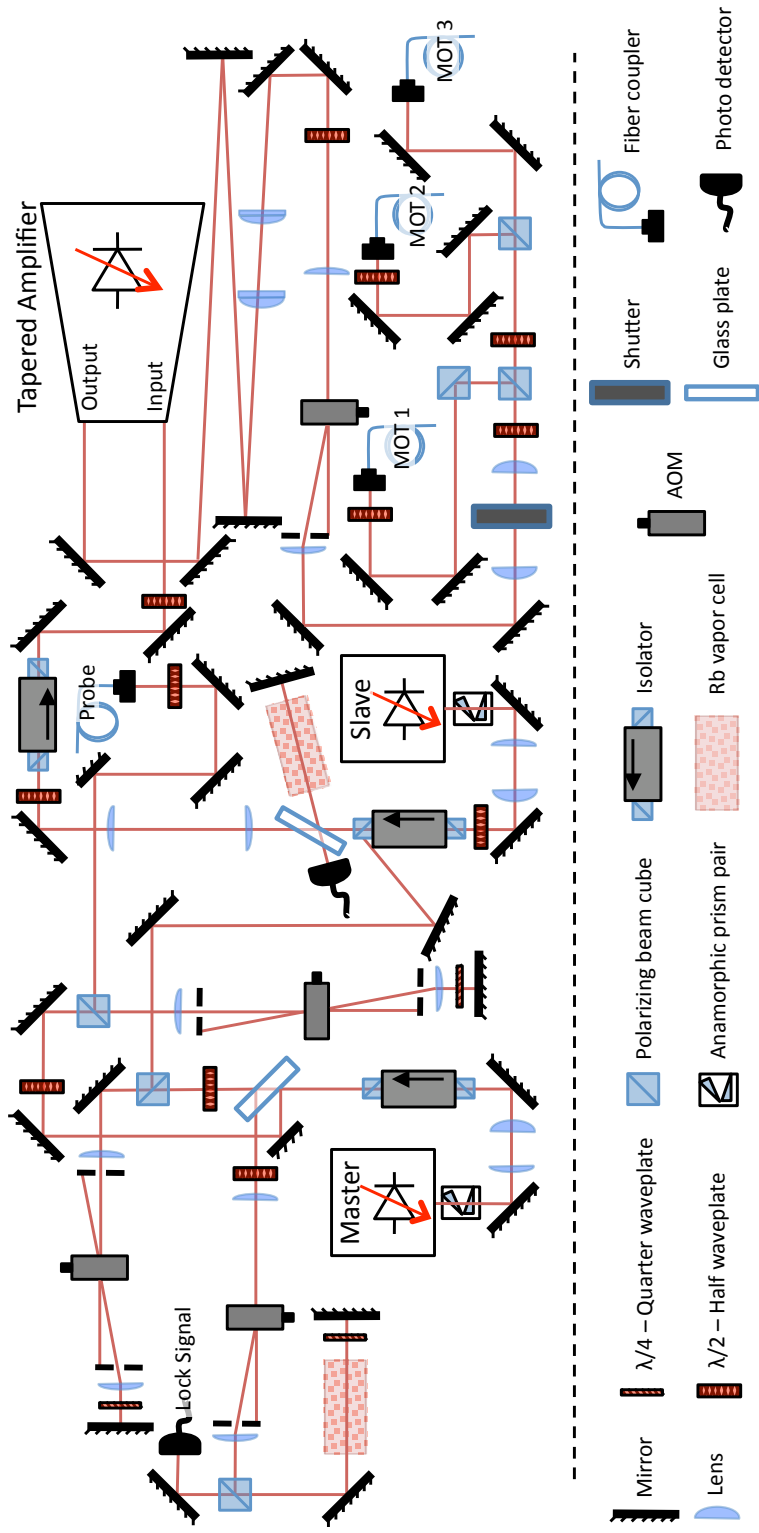 Tapered Amplifier
Output
Input
Probe
MOT 1
MOT 2
MOT 3
Slave
Master
Lock Signal
Mirror
λ/4 – Quarter waveplate
Polarizing beam cube
Isolator
AOM
Shutter
Fiber coupler
Lens
λ/2 – Half waveplate
Anamorphic prism pair
Rb vapor cell
Glass plate
Photo detector